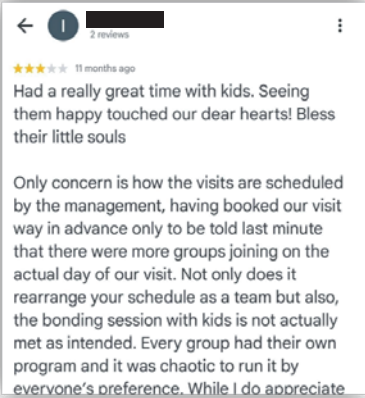 I
2 reviews
11 months ago
Had a really great time with kids. Seeing
them happy touched our dear hearts! Bless
their little souls
Only concern is how the visits are scheduled
by the management, having booked our visit
way in advance only to be told last minute
that there were more groups joining on the
actual day of our visit. Not only does it
rearrange your schedule as a team but also,
the bonding session with kids is not actually
met as intended. Every group had their own
program and it was chaotic to run it by
everyone's preference. While I do appreciate